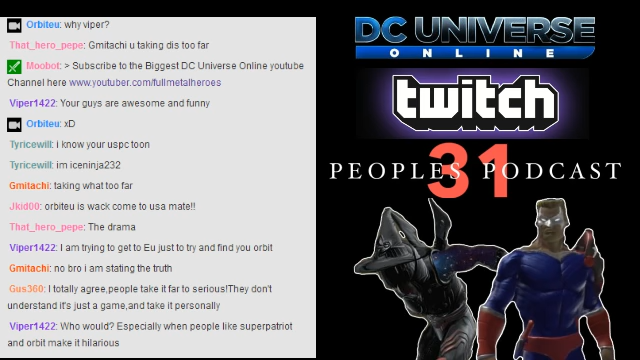 Orbiteu: why viper?
That_hero_pepe: Gmitachi u taking dis too far
Moobot: > Subscribe to the Biggest DC Universe Online youtube
Channel here www.youtuber.com/fullmetalheroes
Viper1422: Your guys are awesome and funny
Orbiteu: xD
Tyricewill: i know your uspc toon
Tyricewill: im iceninja232
Gmitachi: taking what too far
Jkid00: orbiteu is wack come to usa mate!!
That_hero_pepe: The drama
Viper1422: I am trying to get to Eu just to try and find you orbit
Gmitachi: no bro i am stating the truth
Gus360: I totally agree,people take it far to serious!They don't
understand it's just a game,and take it personally
Viper1422: Who would? Especially when people like superpatriot
and orbit make it hilarious
DC UNIVERSE
ONLINE
twitch
PEOPLES PODCAST
31